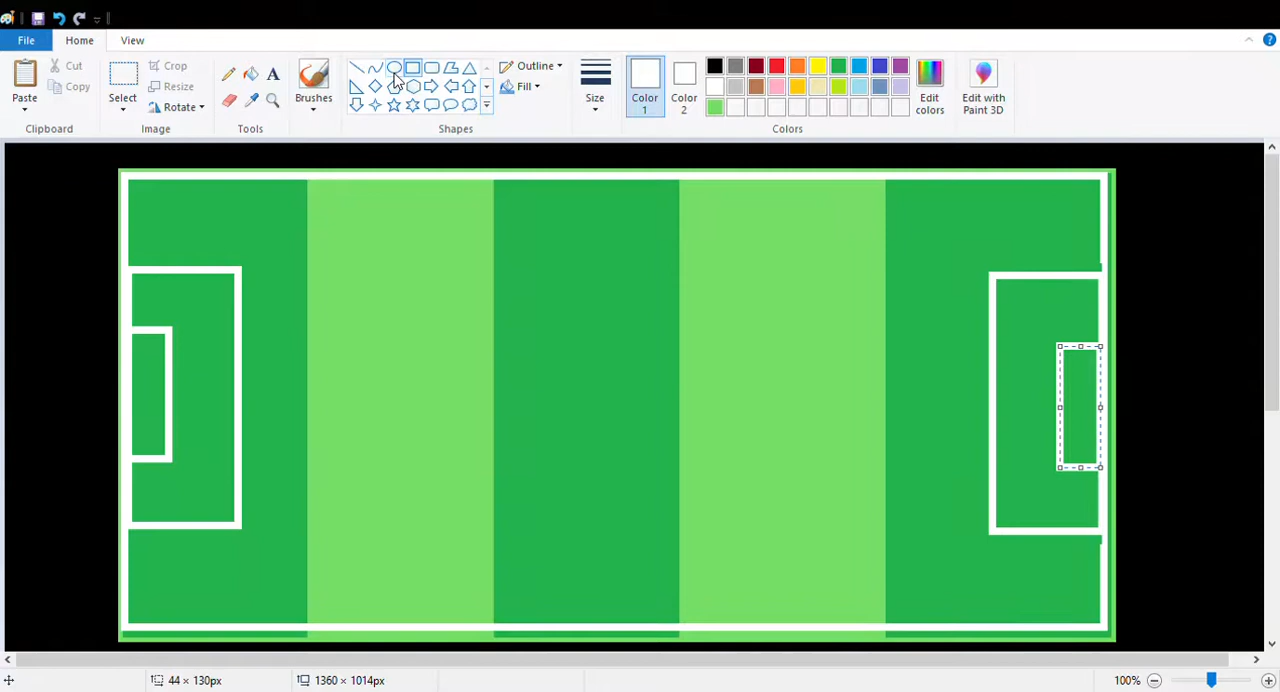 File Home View
Paste
Cut
Copy
Clipboard
Select
Crop
Resize
Rotate
Image
A
Tools
Brushes
Outline
Fill
Shapes
Size
Color 1
Color 2
Edit colors
Colors
Edit with Paint 3D
44 × 130px 1360 × 1014px 100%